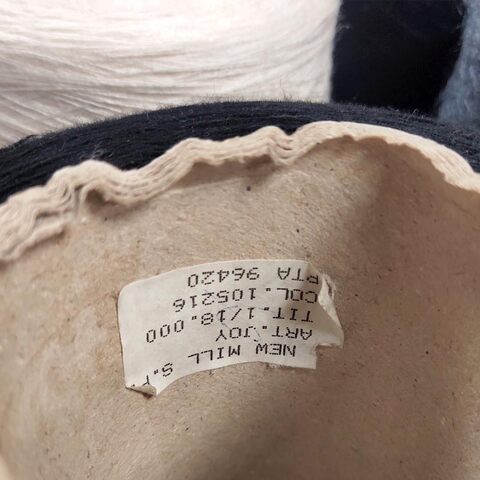 NEW MILL S.P.
ART.JOY
TIT.1/18.000
COL.105216
PTA 96420